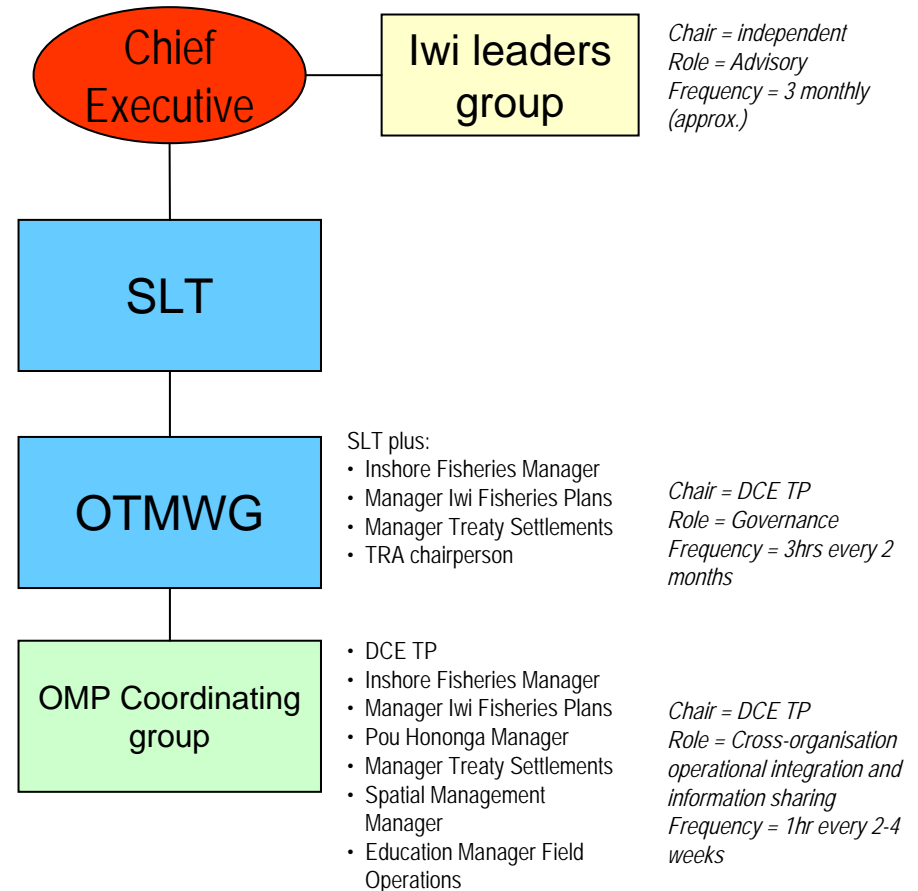 Chief
Executive
Iwi leaders
group
Chair = independent
Role = Advisory
Frequency = 3 monthly
(approx.)
SLT
OTMWG
SLT plus:
• Inshore Fisheries Manager
• Manager Iwi Fisheries Plans
• Manager Treaty Settlements
• TRA chairperson
Chair = DCE TP
Role = Governance
Frequency = 3hrs every 2
months
OMP Coordinating
group
• DCE TP
• Inshore Fisheries Manager
• Manager Iwi Fisheries Plans
• Pou Hononga Manager
• Manager Treaty Settlements
• Spatial Management
Manager
• Education Manager Field
Operations
Chair = DCE TP
Role = Cross-organisation
operational integration and
information sharing
Frequency = 1hr every 2-4
weeks